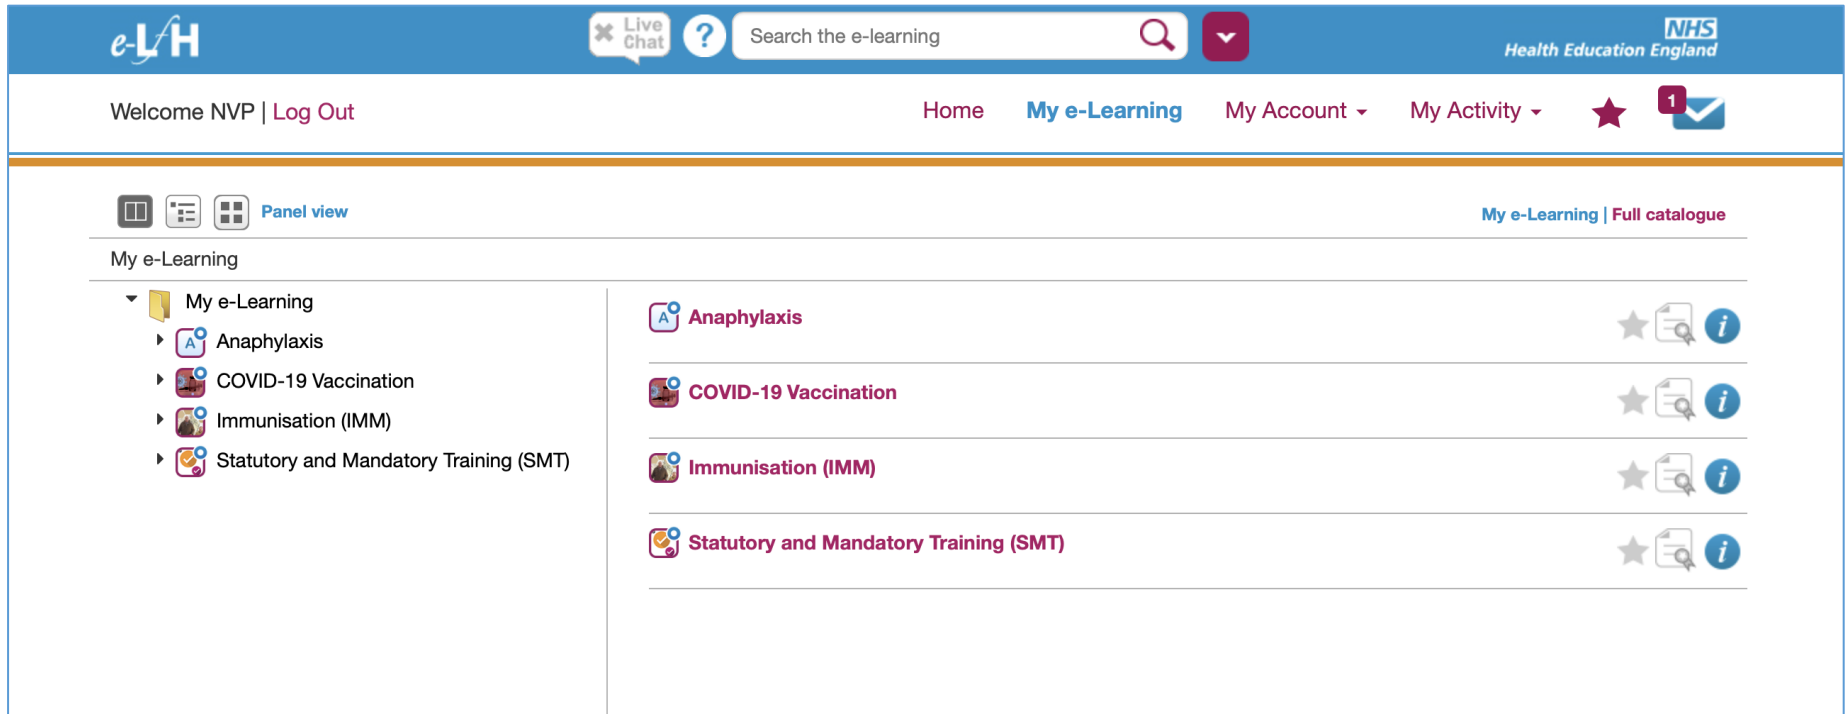 e-LfH
Live
Chat
?
Search the e-learning
NHS
Health Education England
Welcome NVP | Log Out
Home
My e-Learning
My Account
My Activity
1
Panel view
My e-Learning | Full catalogue
My e-Learning
My e-Learning
A Anaphylaxis
COVID-19 Vaccination
Immunisation (IMM)
Statutory and Mandatory Training (SMT)
A Anaphylaxis
i
COVID-19 Vaccination
i
Immunisation (IMM)
i
Statutory and Mandatory Training (SMT)
i